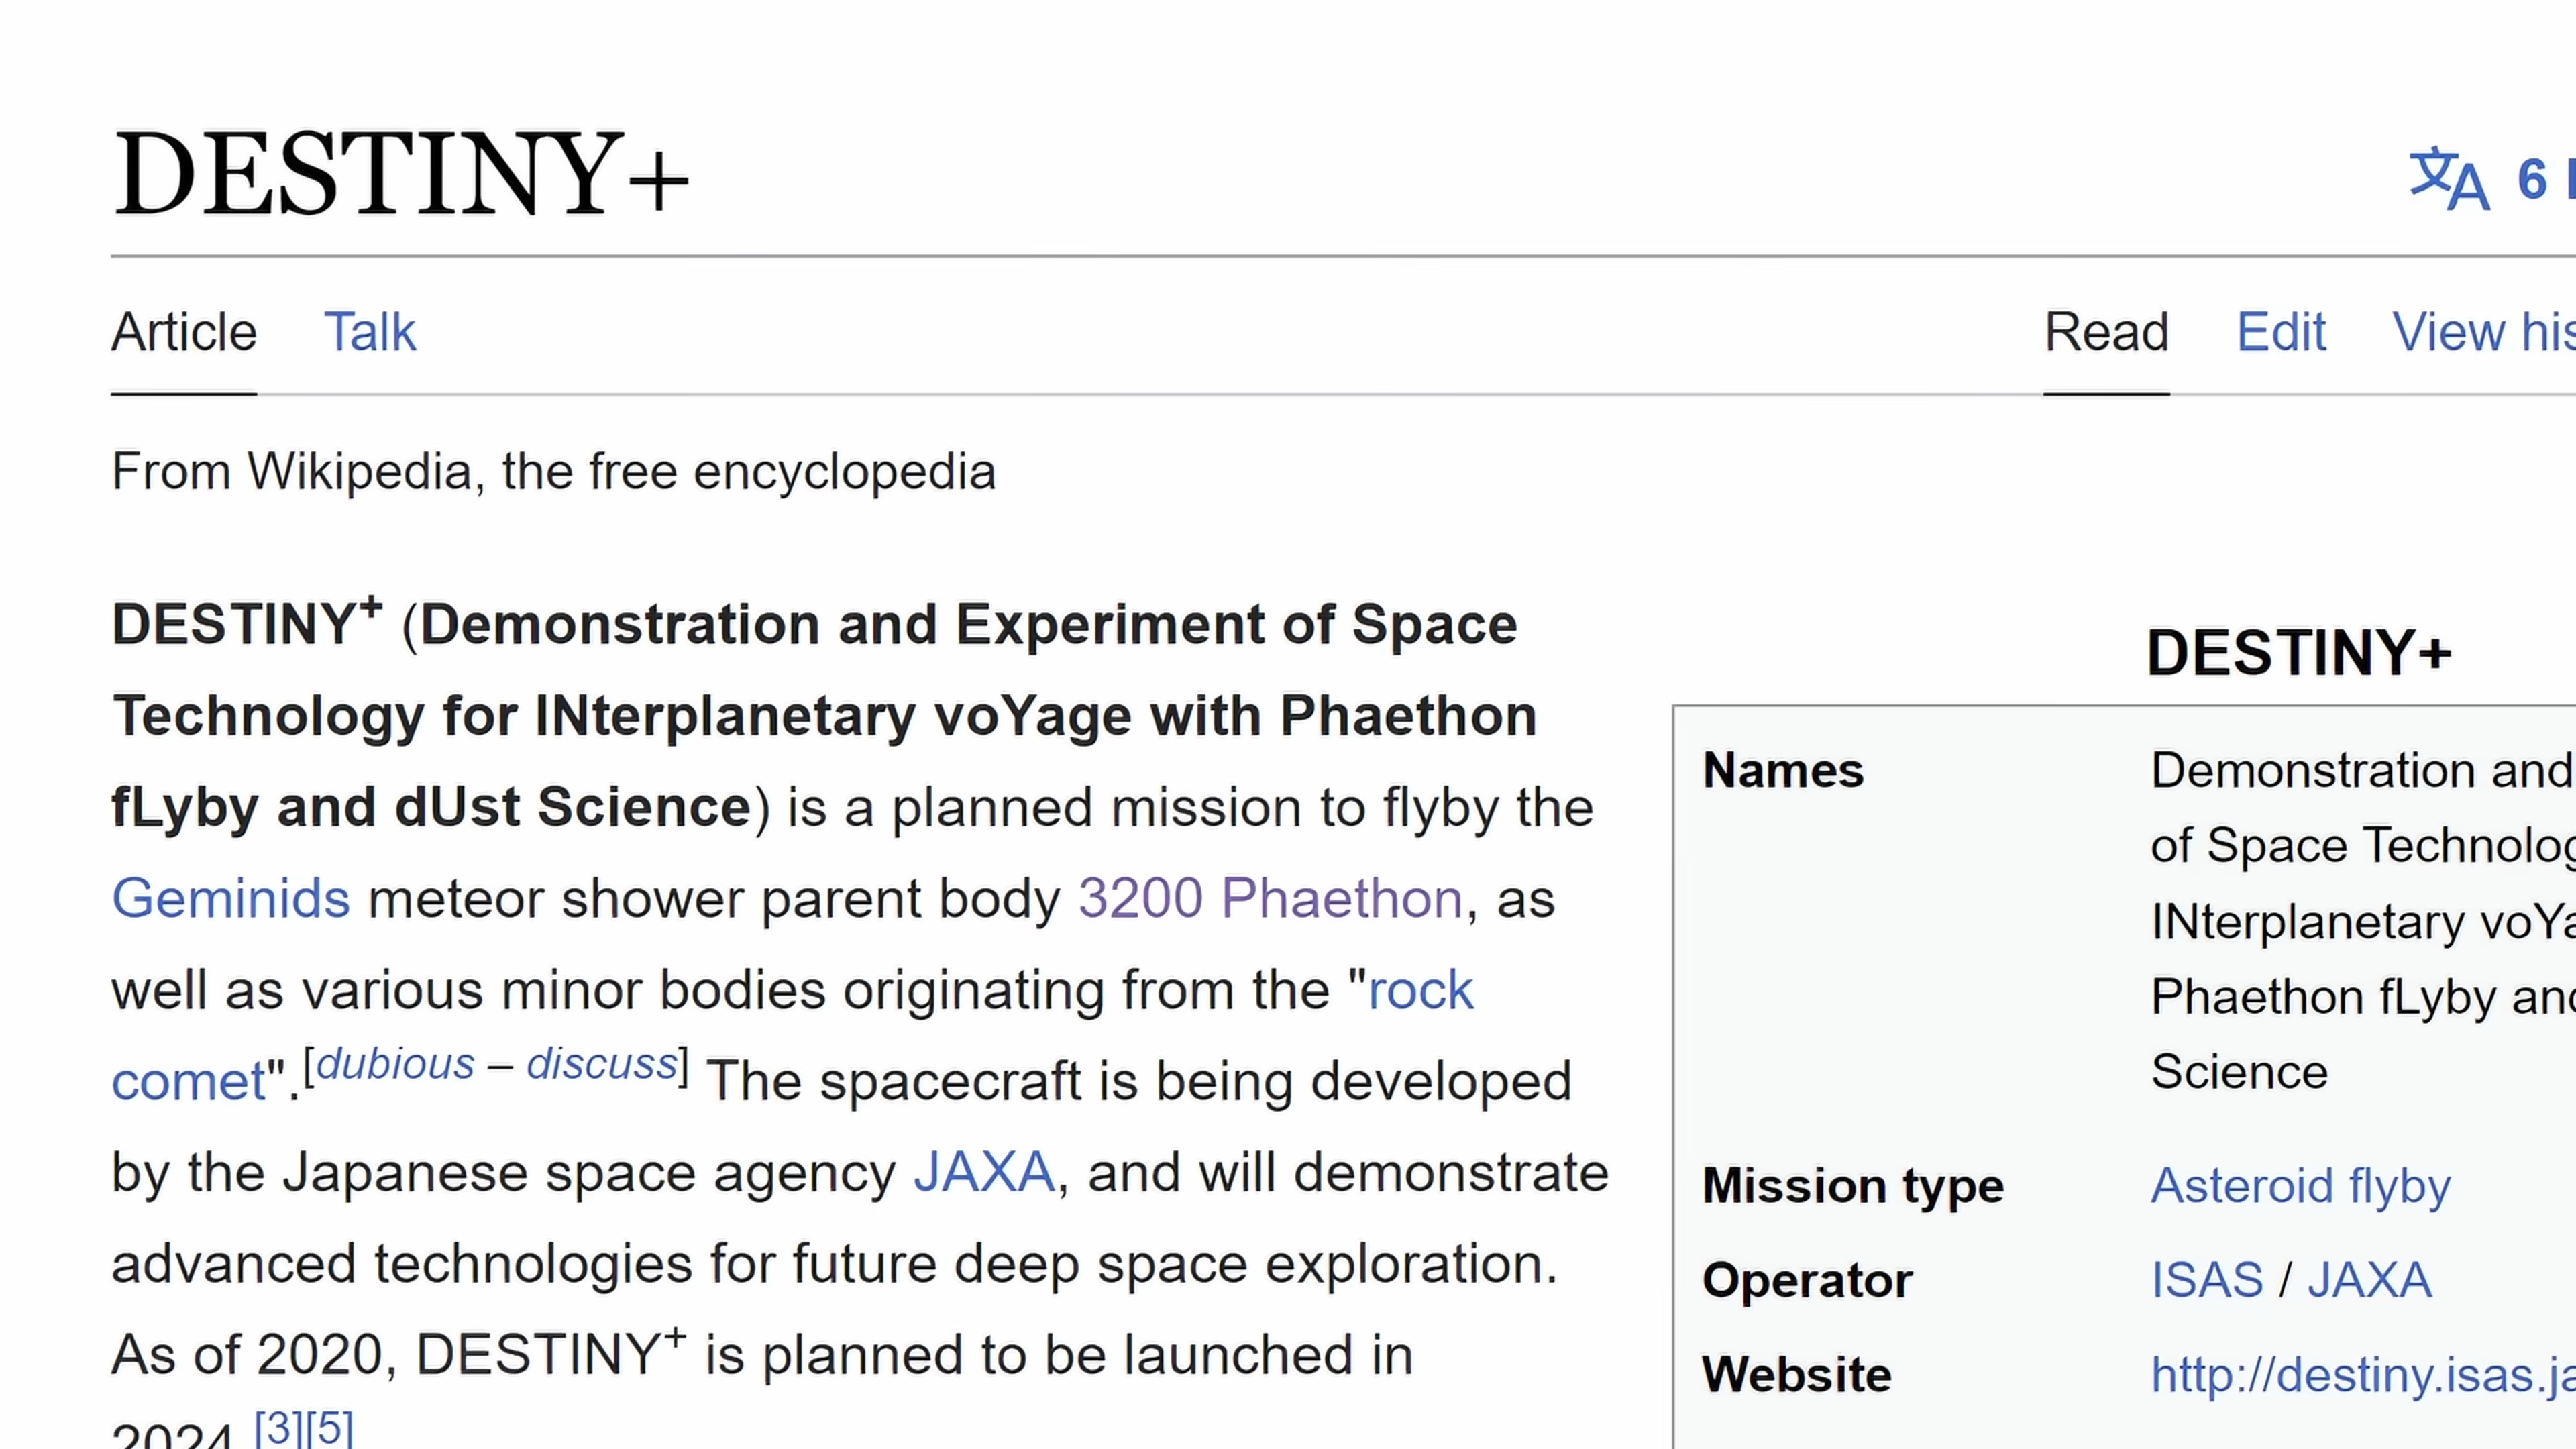 DESTINY+
文A 6
Article Talk
Read Edit View his
From Wikipedia, the free encyclopedia
DESTINY+ (Demonstration and Experiment of Space
Technology for INterplanetary voYage with Phaethon
fLyby and dUst Science) is a planned mission to flyby the
Geminids meteor shower parent body 3200 Phaethon, as
well as various minor bodies originating from the "rock
comet".[dubious – discuss] The spacecraft is being developed
by the Japanese space agency JAXA, and will demonstrate
advanced technologies for future deep space exploration.
As of 2020, DESTINY+ is planned to be launched in
2024.[3][5]
DESTINY+
Names
Demonstration and
of Space Technolog
INterplanetary voYa
Phaethon fLyby and
Science
Mission type Asteroid flyby
Operator ISAS / JAXA
Website http://destiny.isas.ja